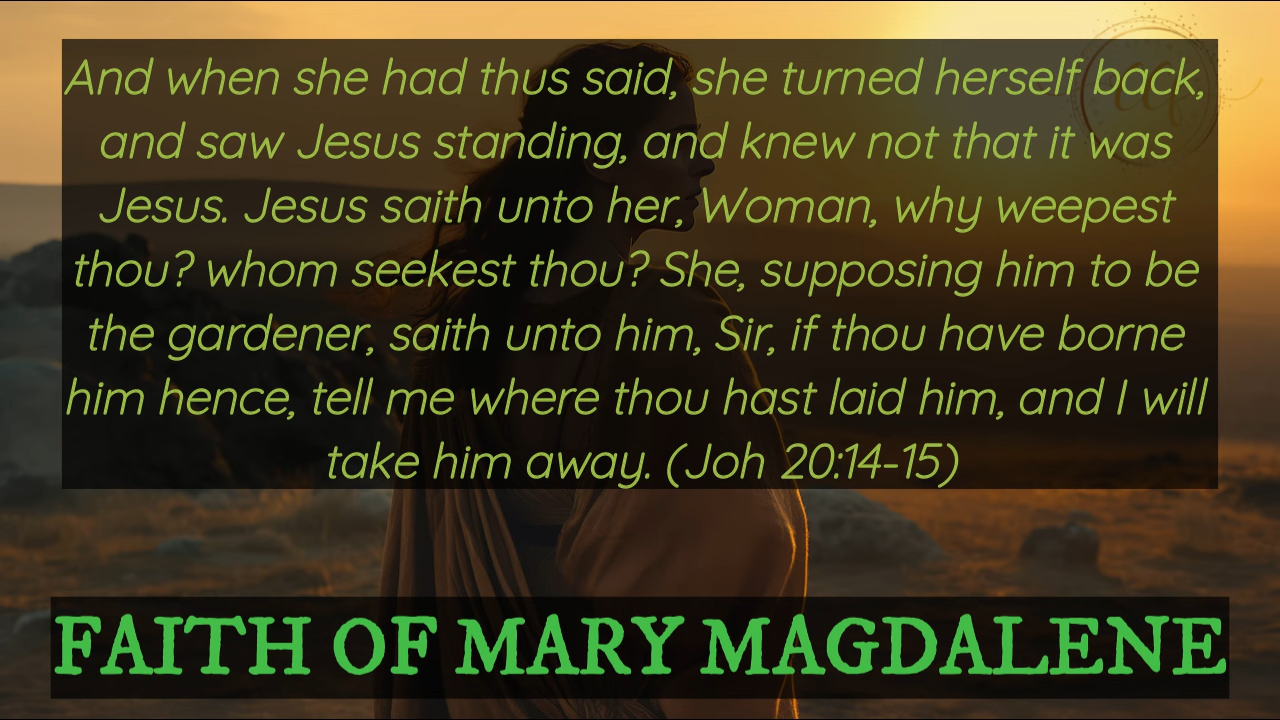 And when she had thus said, she turned herself back,
and saw Jesus standing, and knew not that it was
Jesus. Jesus saith unto her, Woman, why weepest
thou? whom seekest thou? She, supposing him to be
the gardener, saith unto him, Sir, if thou have borne
him hence, tell me where thou hast laid him, and I will
take him away. (Joh 20:14-15)
FAITH OF MARY MAGDALENE